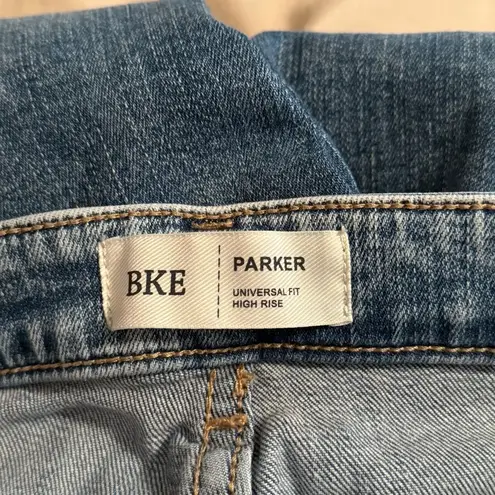 BKE
PARKER
UNIVERSAL FIT
HIGH RISE